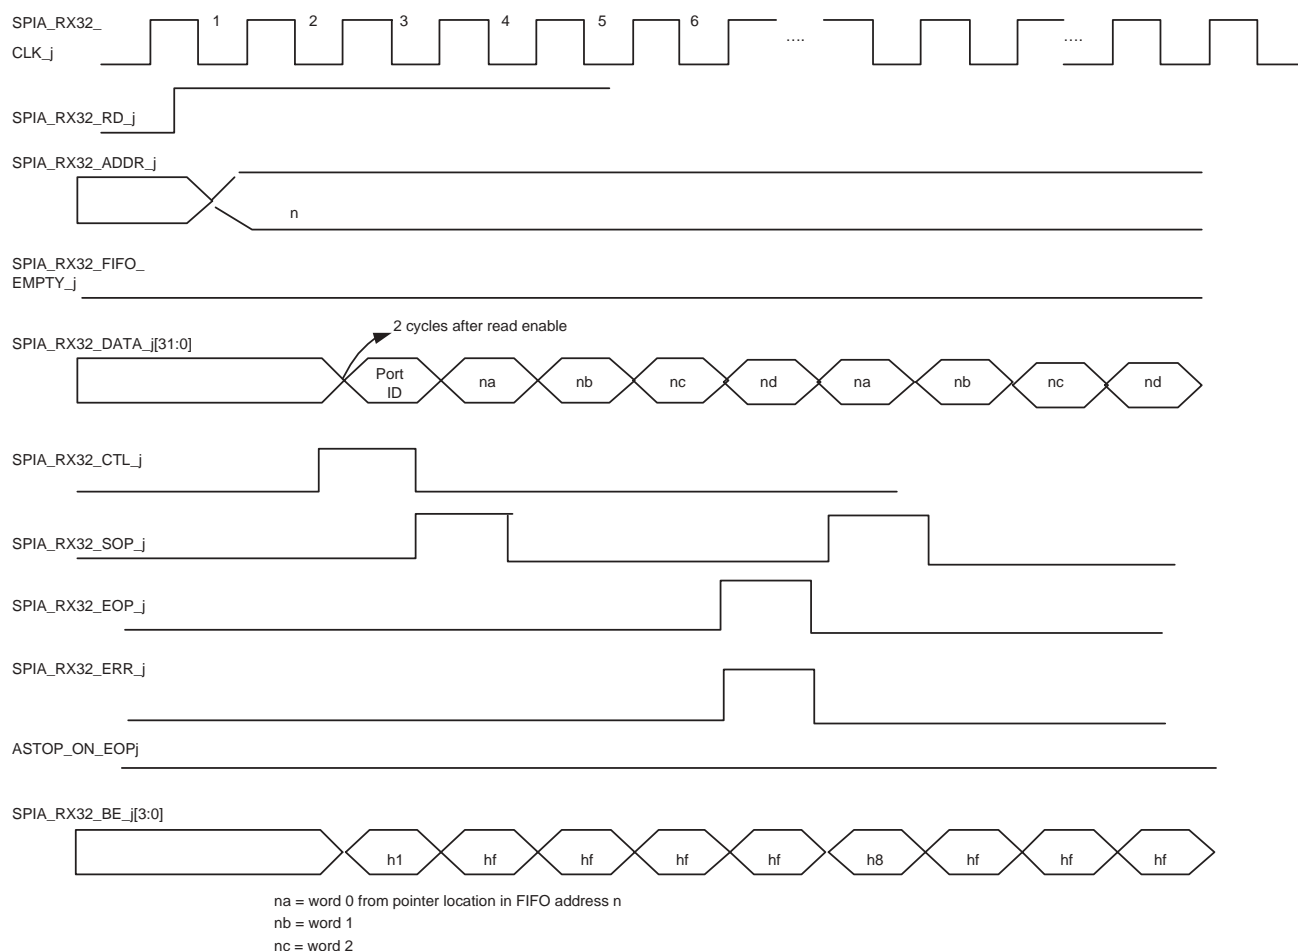 SPIA_RX32_
CLK_j
1 2 3 4 5 6 .... ....
SPIA_RX32_RD_j
SPIA_RX32_ADDR_j
n
SPIA_RX32_FIFO_
EMPTY_j
2 cycles after read enable
SPIA_RX32_DATA_j[31:0]
Port
ID
na nb nc nd na nb nc nd
SPIA_RX32_CTL_j
SPIA_RX32_SOP_j
SPIA_RX32_EOP_j
SPIA_RX32_ERR_j
ASTOP_ON_EOPj
SPIA_RX32_BE_j[3:0]
h1 hf hf hf hf h8 hf hf hf
na = word 0 from pointer location in FIFO address n
nb = word 1
nc = word 2